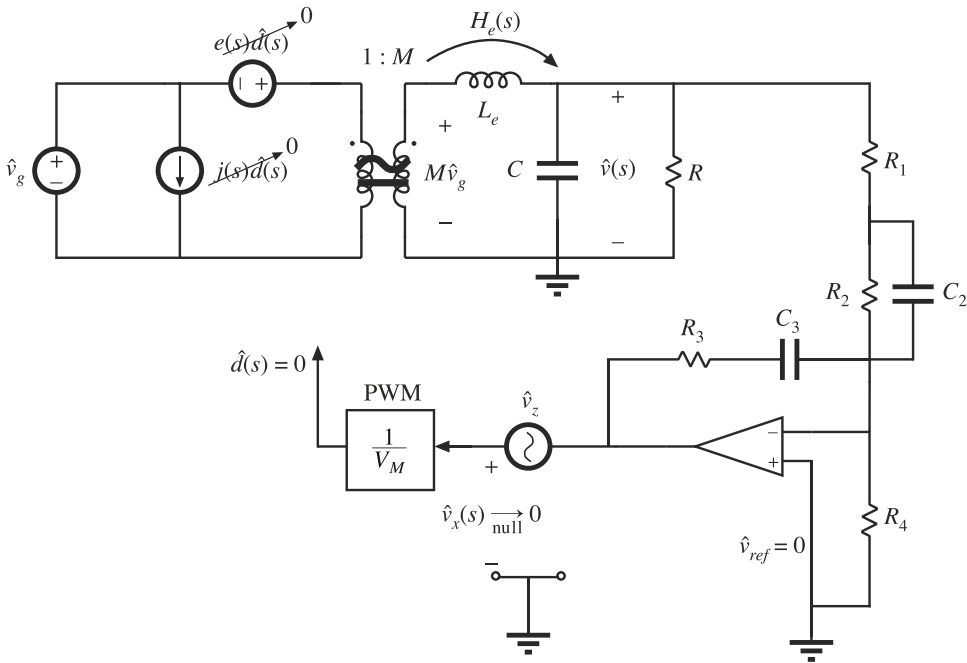 0
H_e(s)
e(s)d̂(s)
1 : M
L_e
+
v̂_g
+
−
j(s)d̂(s)
0
Mv̂_g
−
C
+
v̂(s)
−
R
R_1
R_2
C_2
R_3
C_3
d̂(s) = 0
PWM
1
V_M
v̂_z
+
v̂_x(s) → 0
null
−
−
+
v̂_ref = 0
R_4